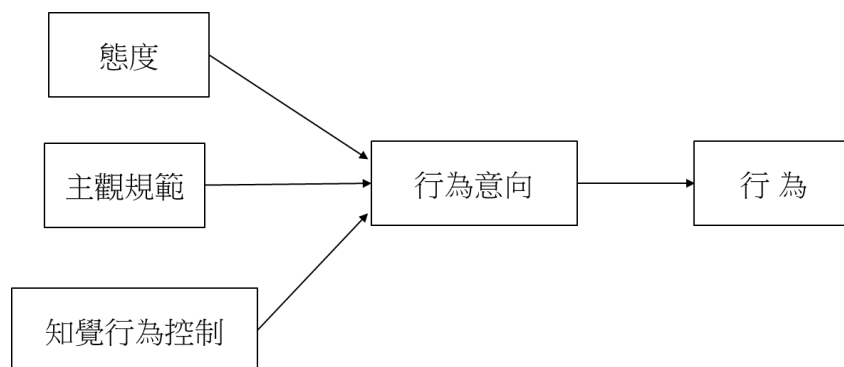 態度
主觀規範
行為意向
行 為
知覺行為控制